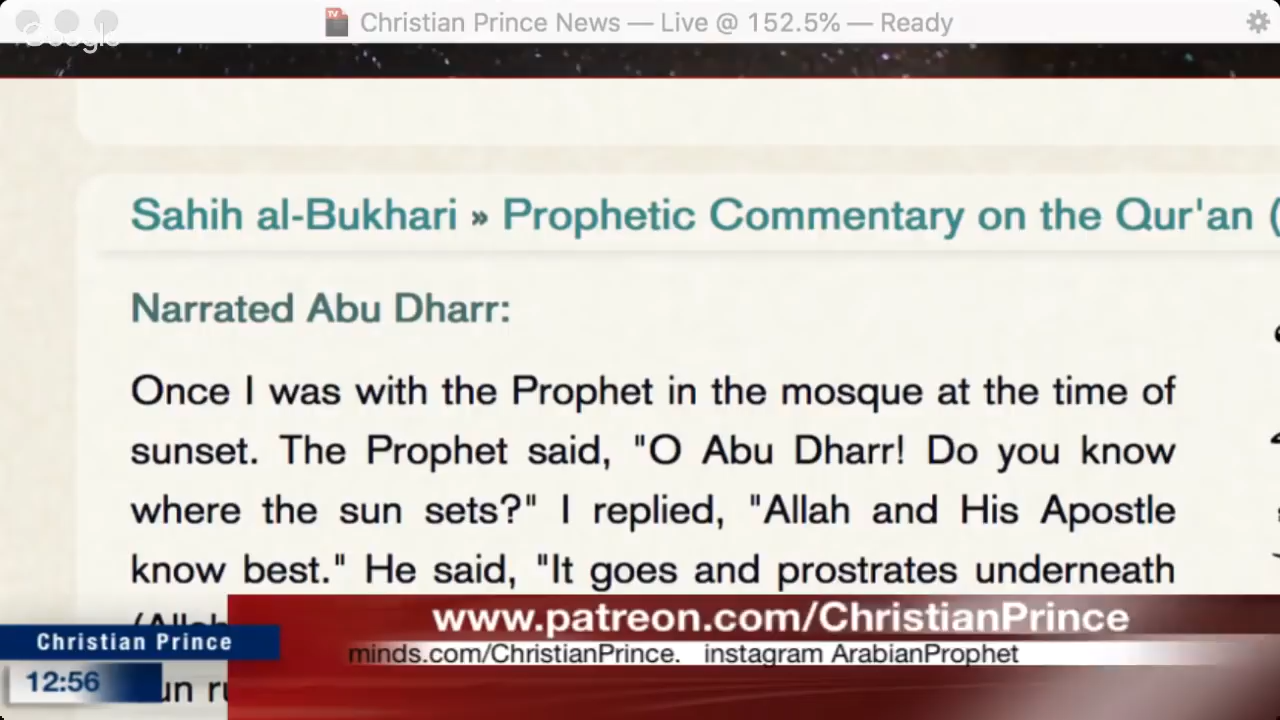 Christian Prince News — Live @ 152.5% — Ready
Google
Sahih al-Bukhari » Prophetic Commentary on the Qur'an (
Narrated Abu Dharr:
Once I was with the Prophet in the mosque at the time of
sunset. The Prophet said, "O Abu Dharr! Do you know
where the sun sets?" I replied, "Allah and His Apostle
know best." He said, "It goes and prostrates underneath
www.patreon.com/ChristianPrince
Christian Prince
minds.com/ChristianPrince. instagram ArabianProphet
12:56